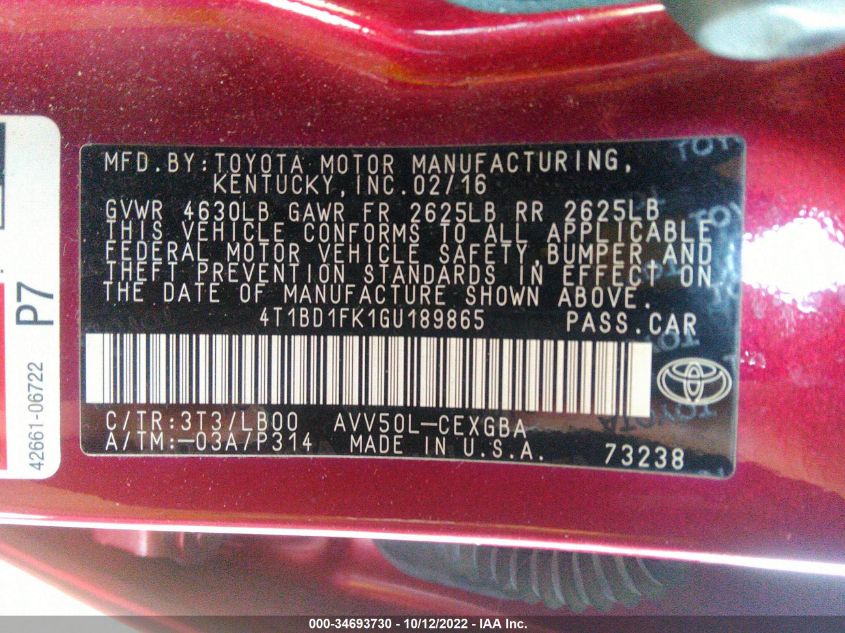 MFD. BY: TOYOTA MOTOR MANUFACTURING,
KENTUCKY, INC. 02/16
GVWR 4630LB GAWR FR 2625LB RR 2625LB
THIS VEHICLE CONFORMS TO ALL APPLICABLE
FEDERAL MOTOR VEHICLE SAFETY, BUMPER, AND
THEFT PREVENTION STANDARDS IN EFFECT ON
THE DATE OF MANUFACTURE SHOWN ABOVE.
4T1BD1FK1GU189865 PASS. CAR
C/TR: 3T3/LB00 AVV50L-CEXGBA
A/TM: -03A/P314 MADE IN U.S.A. 73238
P7
42661-06722
TOYOTA
000-34693730 - 10/12/2022 - IAA Inc.